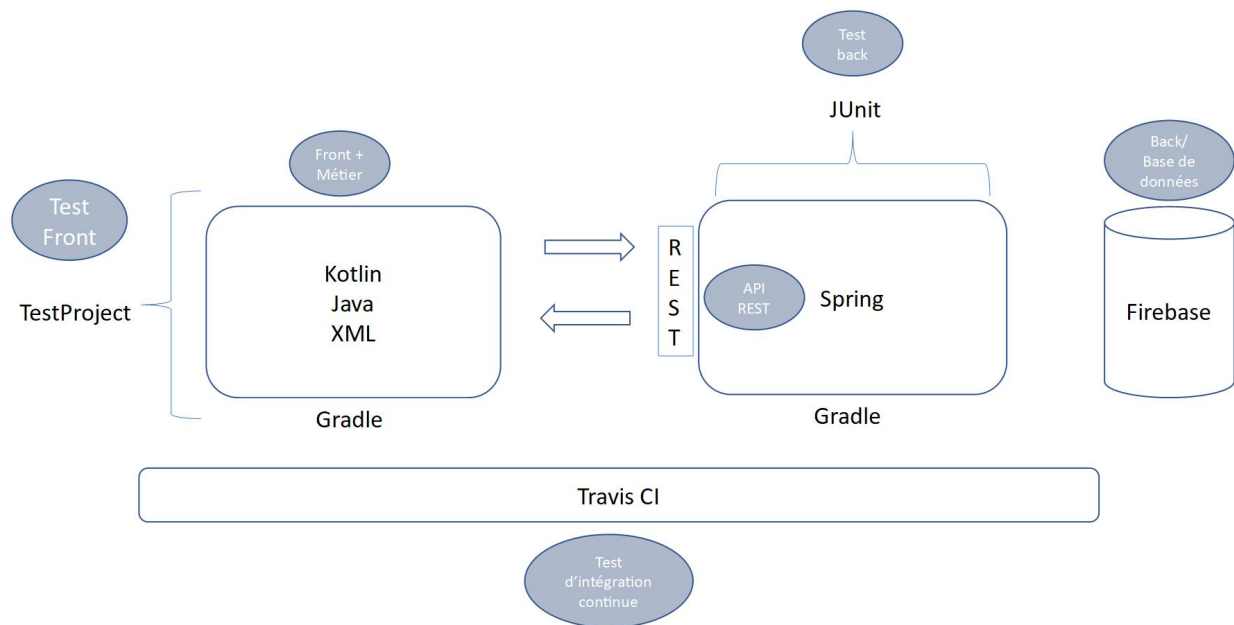 Test
back
JUnit
Front +
Métier
Back/
Base de
données
Test
Front
TestProject
Kotlin
Java
XML
Gradle
R
E
S
T
API
REST
Spring
Gradle
Firebase
Travis CI
Test
d’intégration
continue